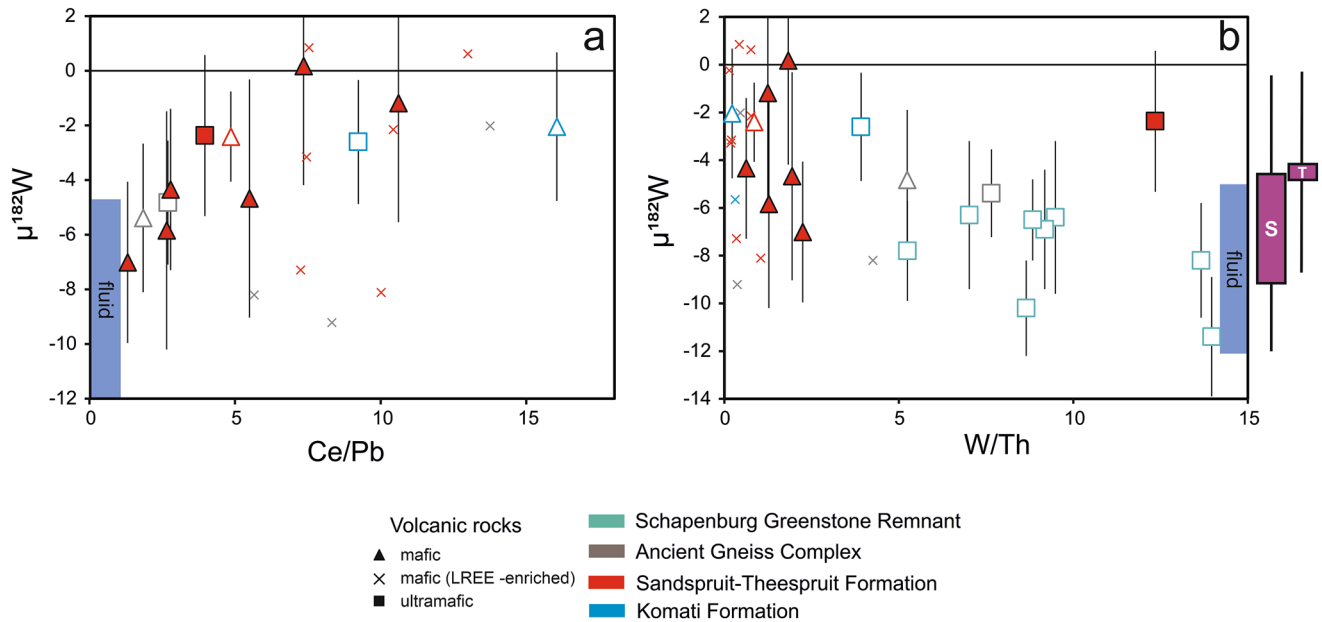 a
2
0
-2
-4
-6
-8
-10
-12
μ¹⁸²W
fluid
0
5
10
15
Ce/Pb
b
2
0
-2
-4
-6
-8
-10
-12
-14
μ¹⁸²W
fluid
S
T
0
5
10
15
W/Th
Volcanic rocks
mafic
mafic (LREE -enriched)
ultramafic
Schapenburg Greenstone Remnant
Ancient Gneiss Complex
Sandspruit-Theespruit Formation
Komati Formation